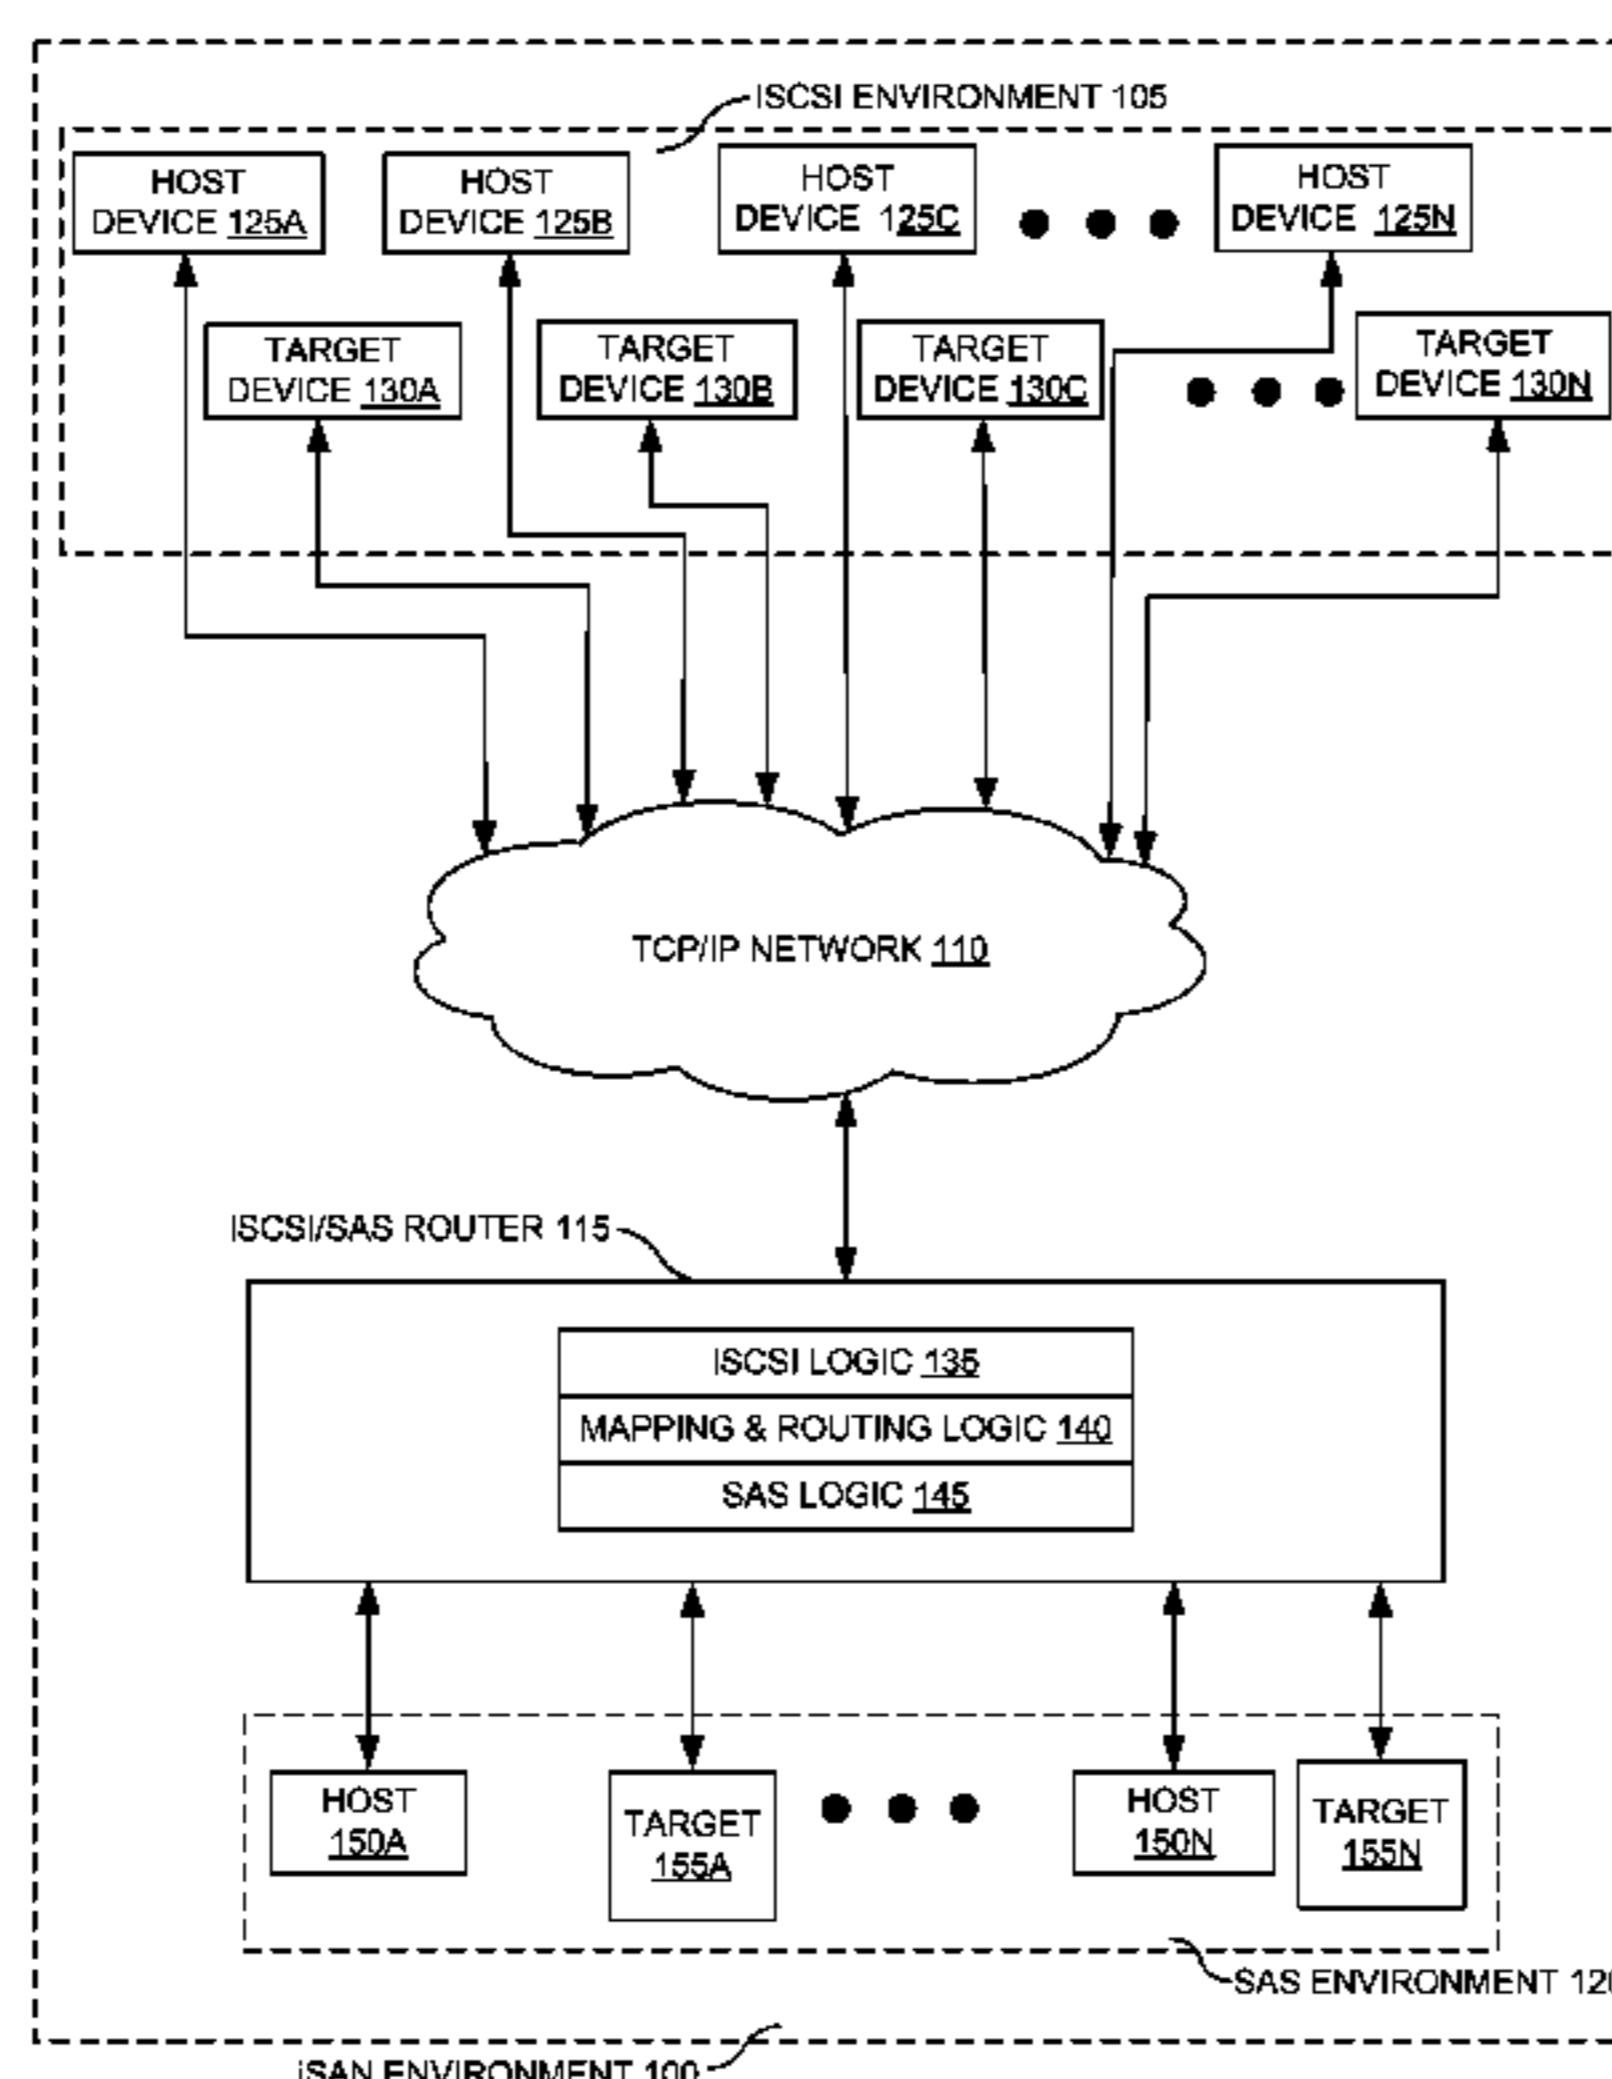 ISCSI ENVIRONMENT 105
HOST
DEVICE 125A
HOST
DEVICE 125B
HOST
DEVICE 125C
HOST
DEVICE 125N
TARGET
DEVICE 130A
TARGET
DEVICE 130B
TARGET
DEVICE 130C
TARGET
DEVICE 130N
TCP/IP NETWORK 110
ISCSI/SAS ROUTER 115
ISCSI LOGIC 135
MAPPING & ROUTING LOGIC 140
SAS LOGIC 145
HOST
150A
TARGET
155A
HOST
150N
TARGET
155N
SAS ENVIRONMENT 120
iSAN ENVIRONMENT 100